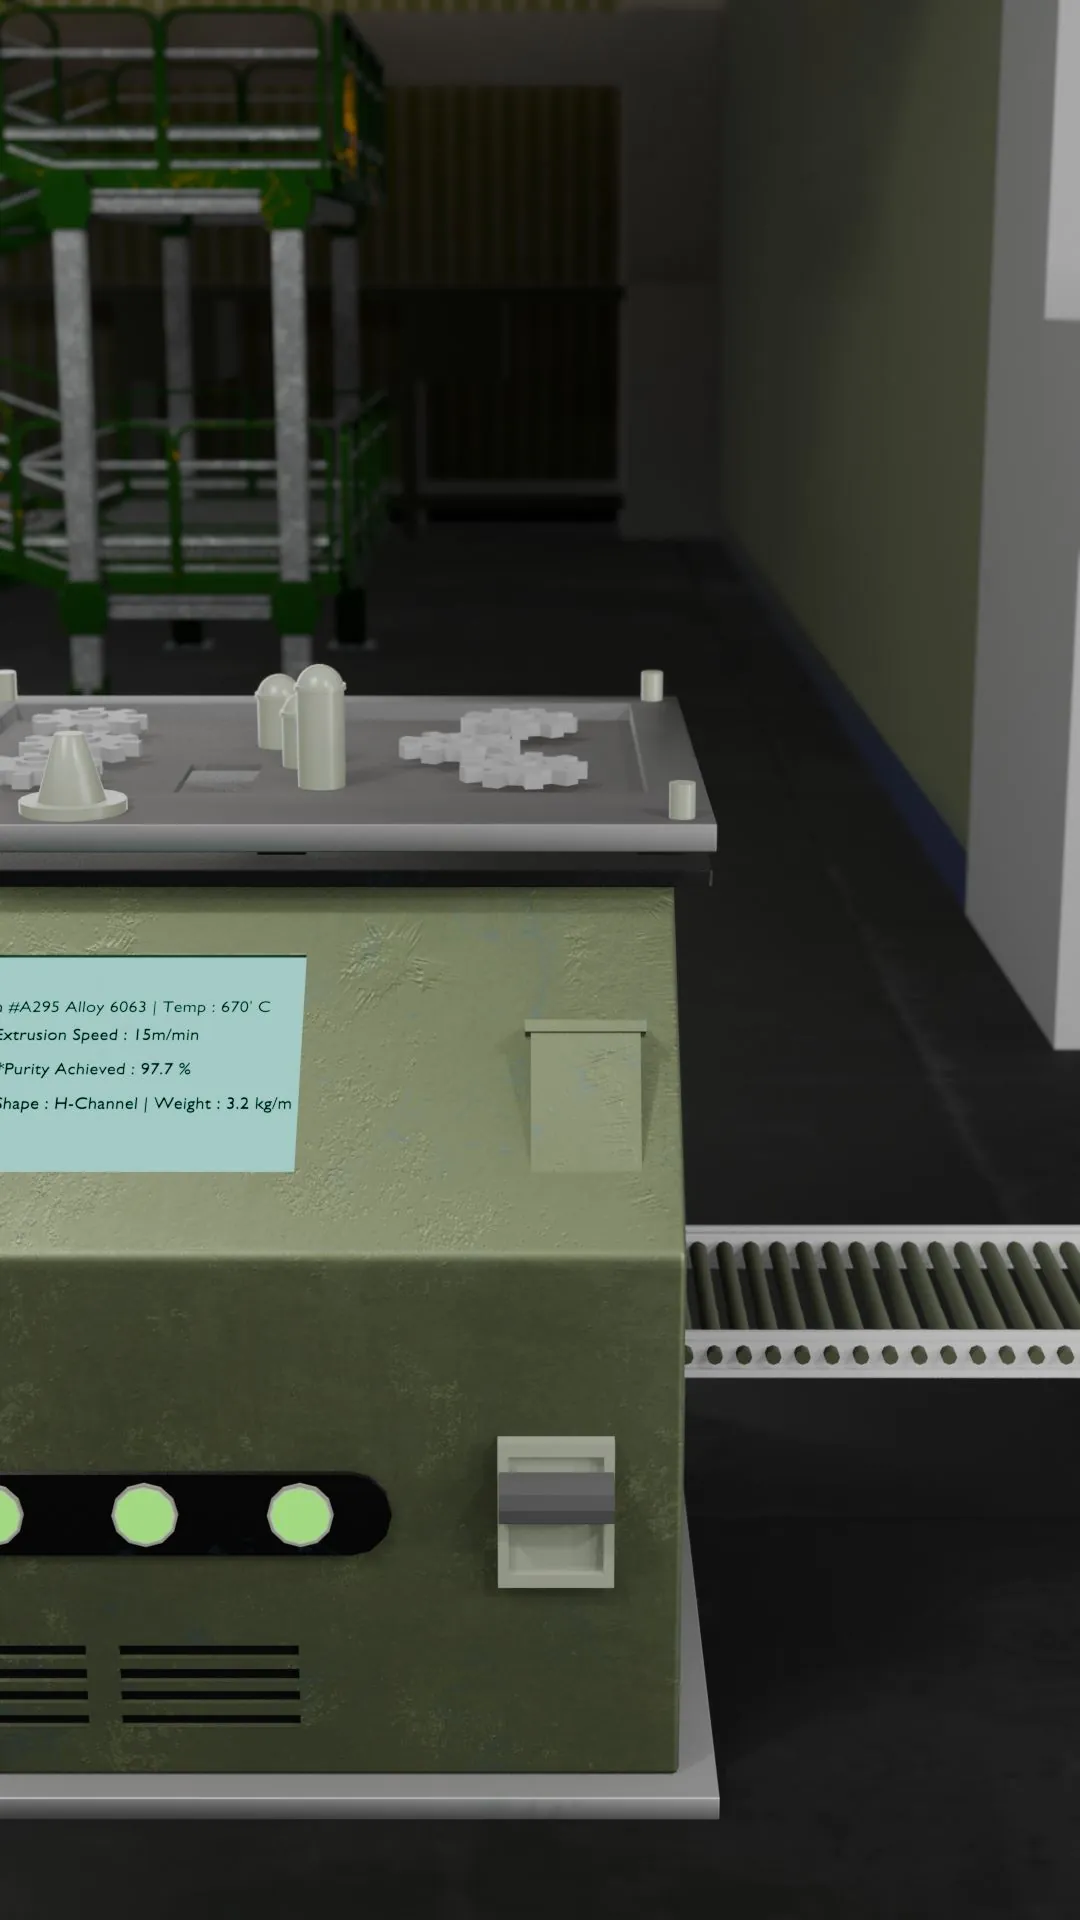 #A295 Alloy 6063 | Temp : 670' C
Extrusion Speed : 15m/min
*Purity Achieved : 97.7 %
Shape : H-Channel | Weight : 3.2 kg/m